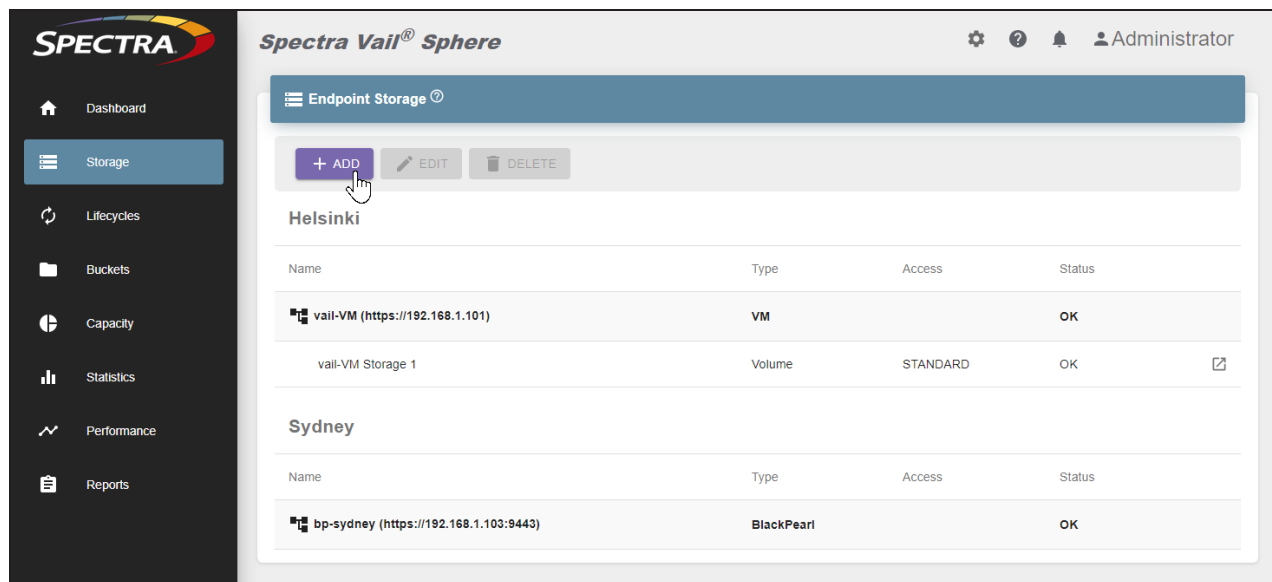 SPECTRA
Spectra Vail® Sphere
Administrator
Dashboard
Storage
Lifecycles
Buckets
Capacity
Statistics
Performance
Reports
Endpoint Storage
+ ADD
EDIT
DELETE
Helsinki
Name Type Access Status
vail-VM (https://192.168.1.101) VM OK
vail-VM Storage 1 Volume STANDARD OK
Sydney
Name Type Access Status
bp-sydney (https://192.168.1.103:9443) BlackPearl OK